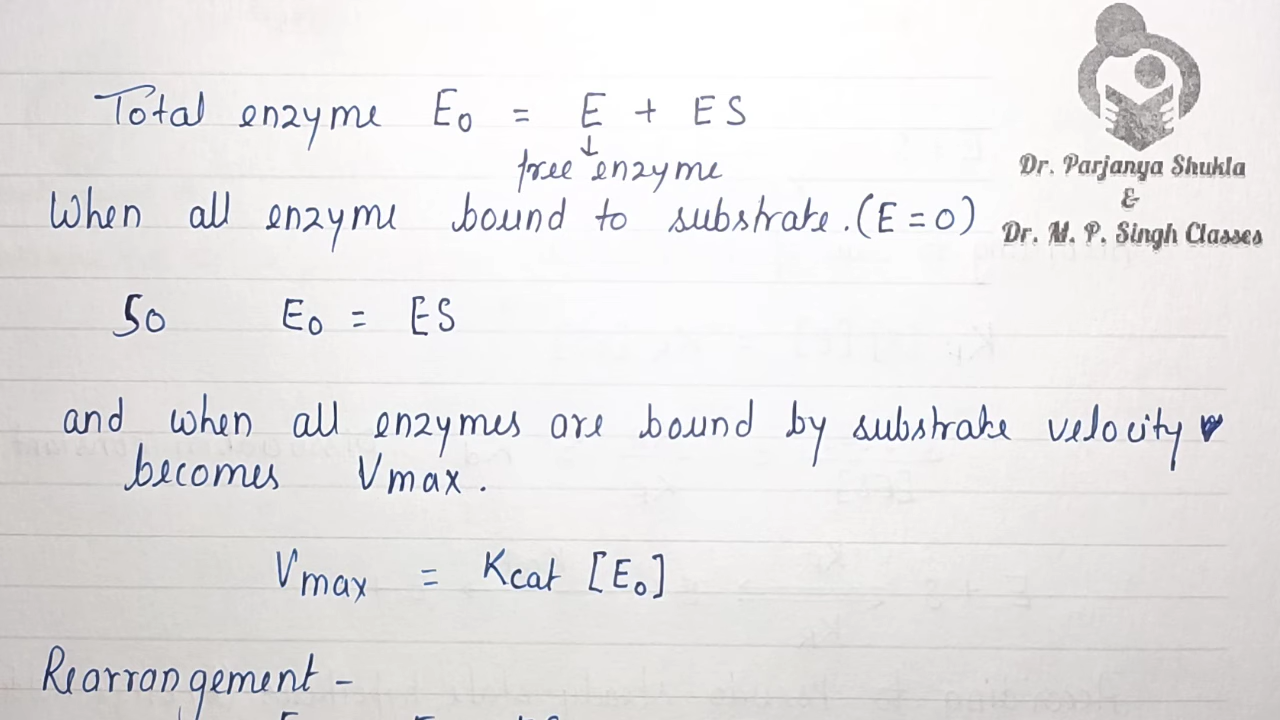 Total enzyme E₀ = E + ES
↓
free enzyme
When all enzyme bound to substrate. (E = 0)
So E₀ = ES
and when all enzymes are bound by substrate velocity
becomes Vmax.
Vmax = Kcat [E₀]
Rearrangement -
Dr. Parjanya Shukla
&
Dr. M. P. Singh Classes